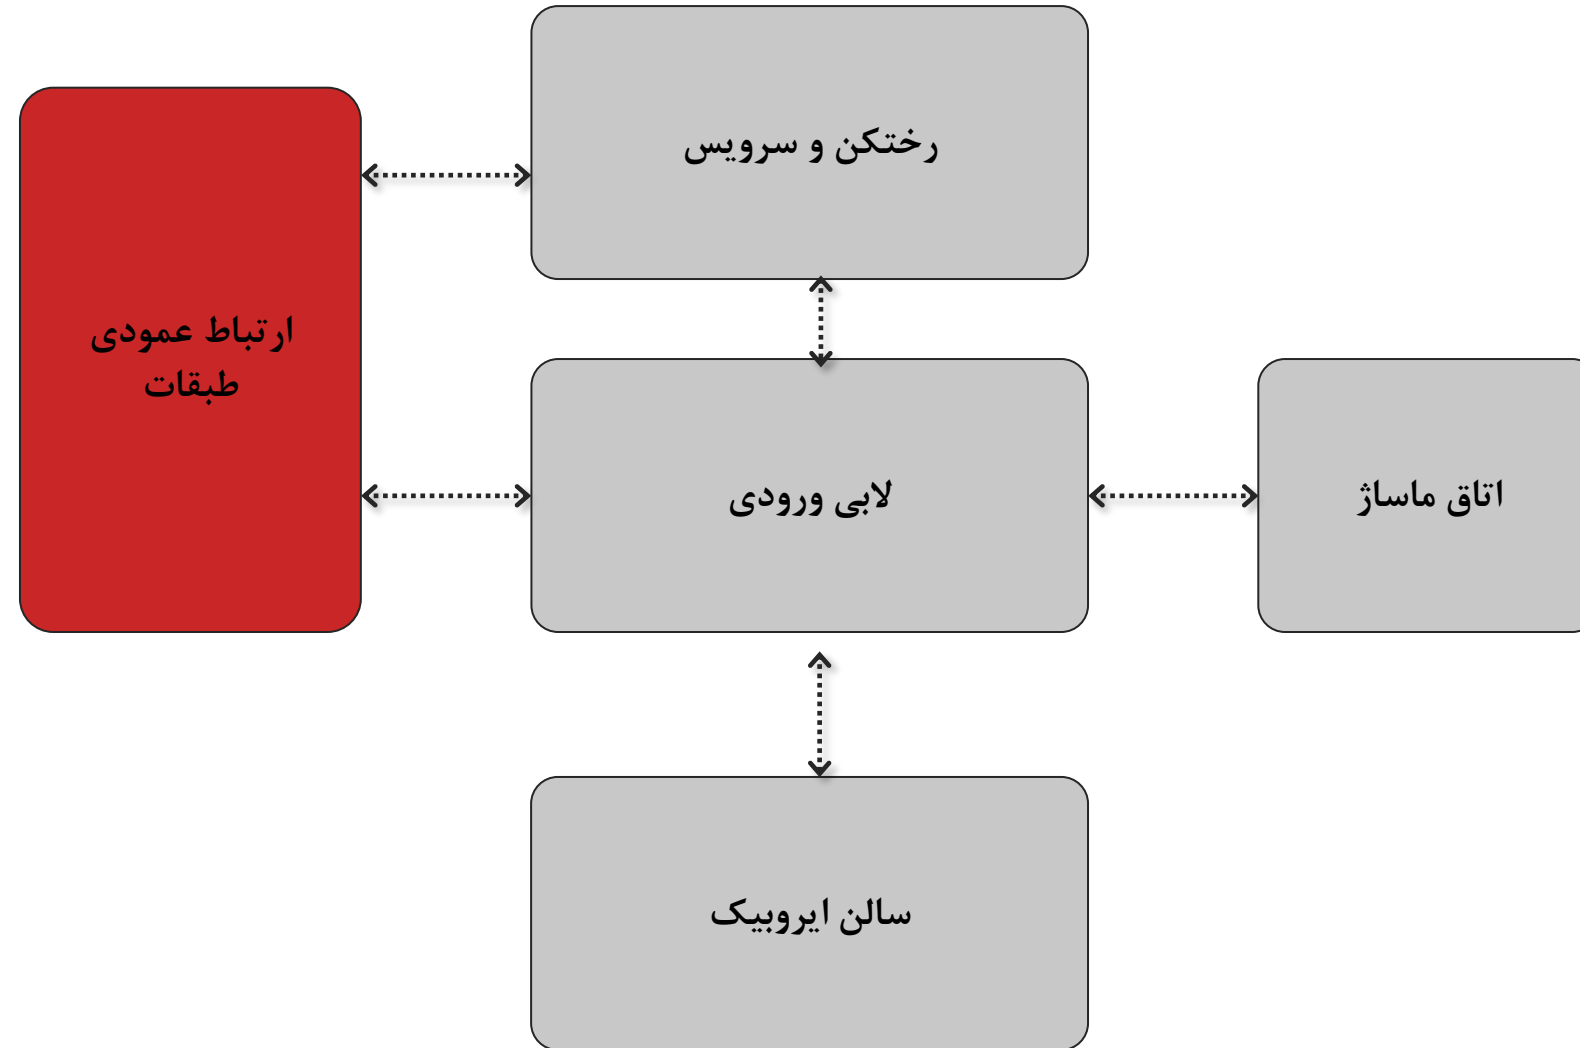 رختکن و سرویس
ارتباط عمودی
طبقات
لابی ورودی
اتاق ماساژ
سالن ایروبیک